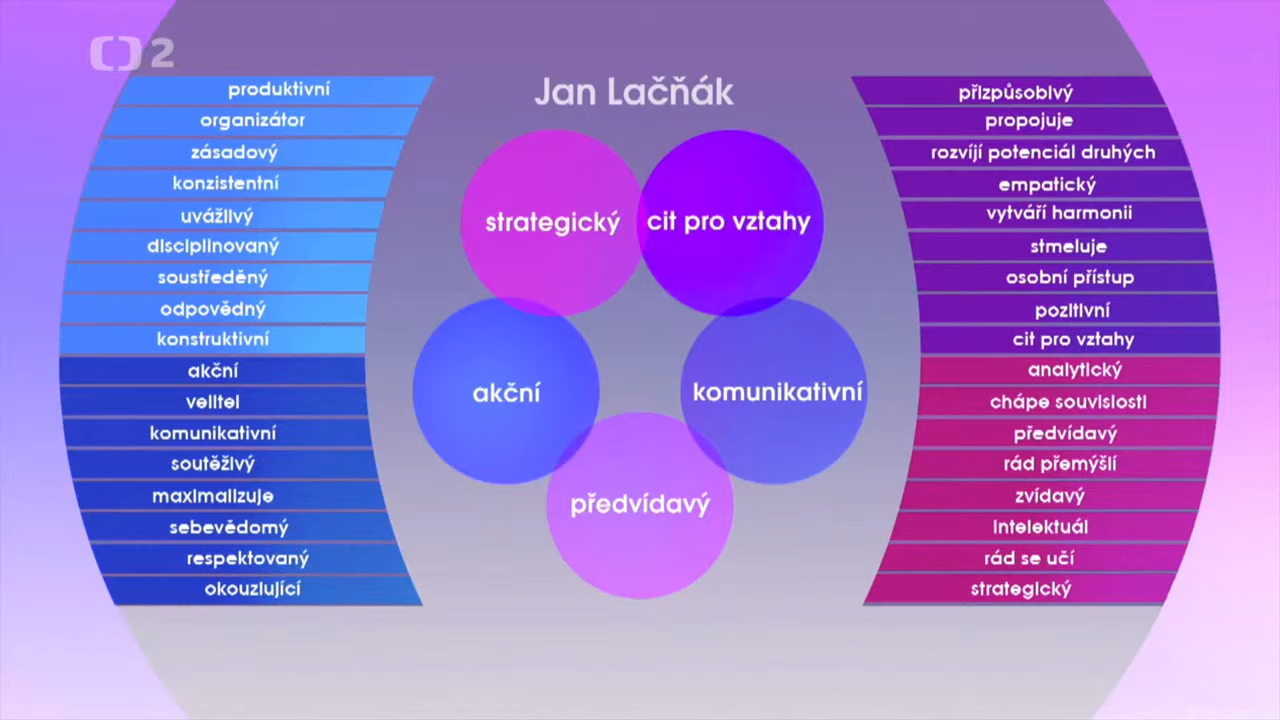 2
Jan Lačňák
produktivní
organizátor
zásadový
konzistentní
uvážlivý
disciplinovaný
soustředěný
odpovědný
konstruktivní
akční
velitel
komunikativní
soutěživý
maximalizuje
sebevědomý
respektovaný
okouzlující
strategický
cit pro vztahy
akční
komunikativní
předvídavý
přizpůsobivý
propojuje
rozvíjí potenciál druhých
empatický
vytváří harmonii
stmeluje
osobní přístup
pozitivní
cit pro vztahy
analytický
chápe souvislosti
předvídavý
rád přemýšlí
zvídavý
intelektuál
rád se učí
strategický